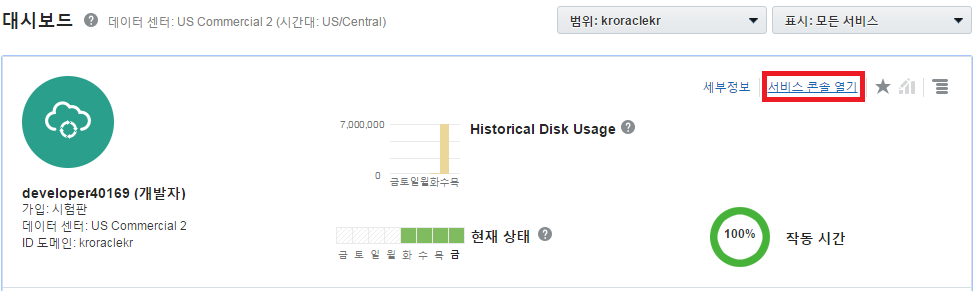 대시보드 데이터 센터: US Commercial 2 (시간대: US/Central) 범위: kroraclekr 표시: 모든 서비스
세부정보 서비스 콘솔 열기
7,000,000 Historical Disk Usage
0
금토일월화수목
developer40169 (개발자)
가입: 시험판
데이터 센터: US Commercial 2
ID 도메인: kroraclekr
현재 상태 100% 작동 시간
금 토 일 월 화 수 목 금